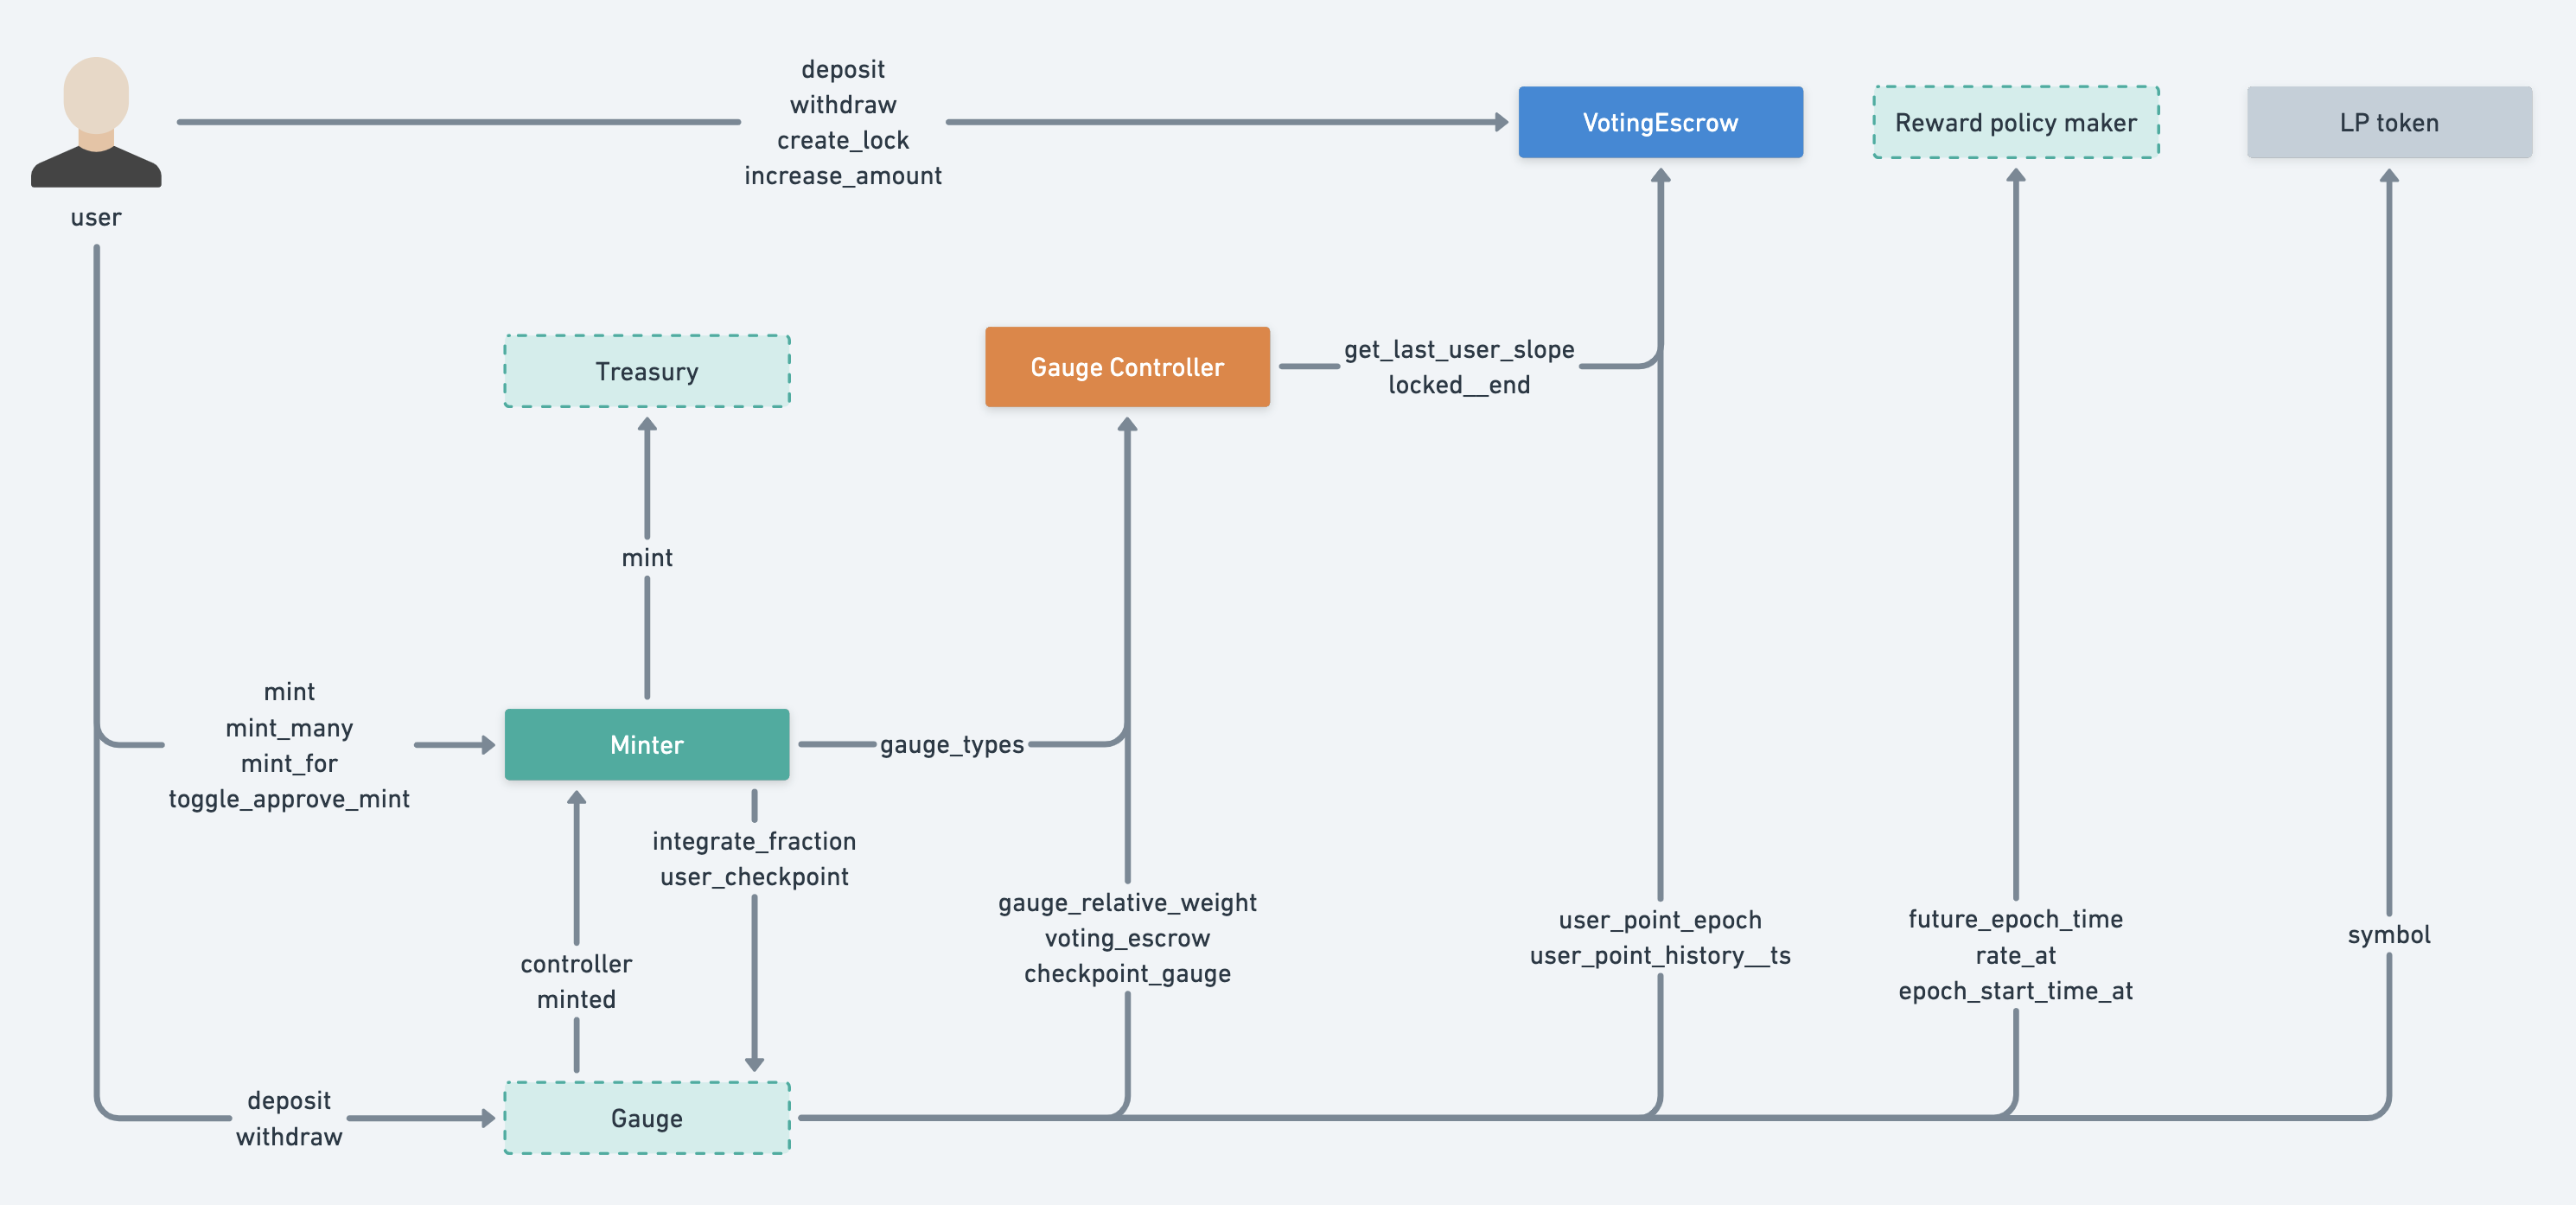 deposit
withdraw
create_lock
increase_amount
VotingEscrow
Reward policy maker
LP token
user
Treasury
Gauge Controller
get_last_user_slope
locked__end
mint
mint
mint_many
mint_for
toggle_approve_mint
Minter
gauge_types
integrate_fraction
user_checkpoint
controller
minted
gauge_relative_weight
voting_escrow
checkpoint_gauge
user_point_epoch
user_point_history__ts
future_epoch_time
rate_at
epoch_start_time_at
symbol
deposit
withdraw
Gauge